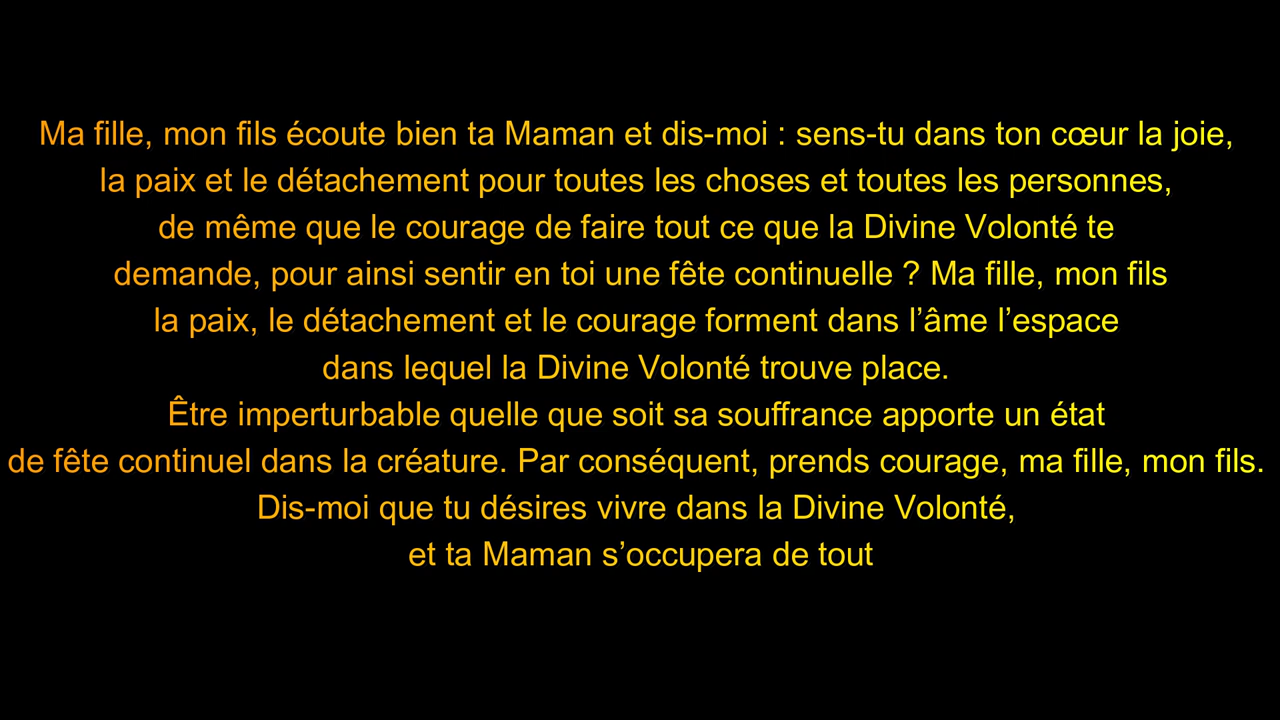 Ma fille, mon fils écoute bien ta Maman et dis-moi : sens-tu dans ton cœur la joie,
la paix et le détachement pour toutes les choses et toutes les personnes,
de même que le courage de faire tout ce que la Divine Volonté te
demande, pour ainsi sentir en toi une fête continuelle ? Ma fille, mon fils
la paix, le détachement et le courage forment dans l’âme l’espace
dans lequel la Divine Volonté trouve place.
Être imperturbable quelle que soit sa souffrance apporte un état
de fête continuel dans la créature. Par conséquent, prends courage, ma fille, mon fils.
Dis-moi que tu désires vivre dans la Divine Volonté,
et ta Maman s’occupera de tout